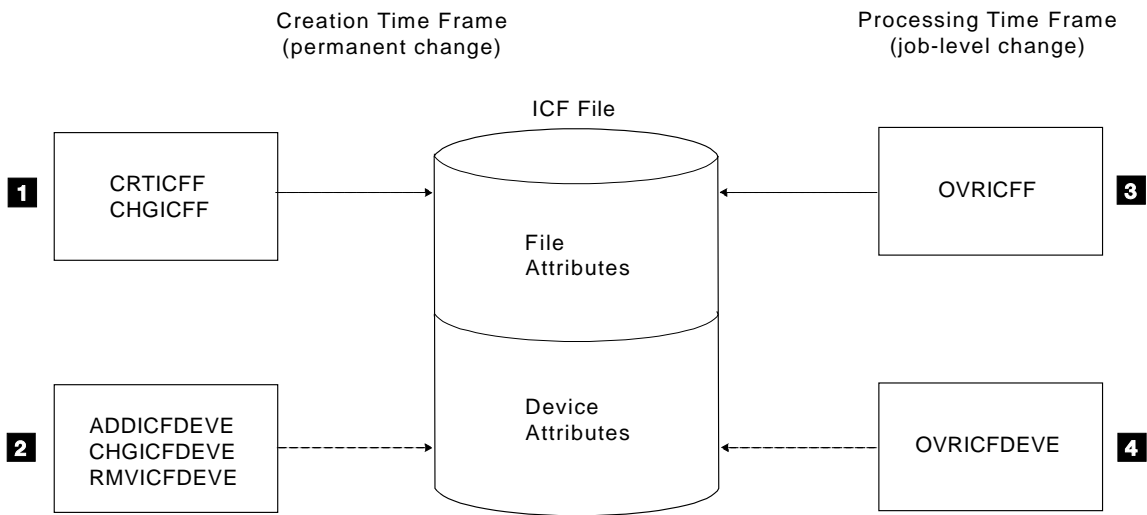 Creation Time Frame
(permanent change)
Processing Time Frame
(job-level change)
ICF File
1
CRTICFF
CHGICFF
OVRICFF
3
File
Attributes
2
ADDICFDEVE
CHGICFDEVE
RMVICFDEVE
Device
Attributes
OVRICFDEVE
4